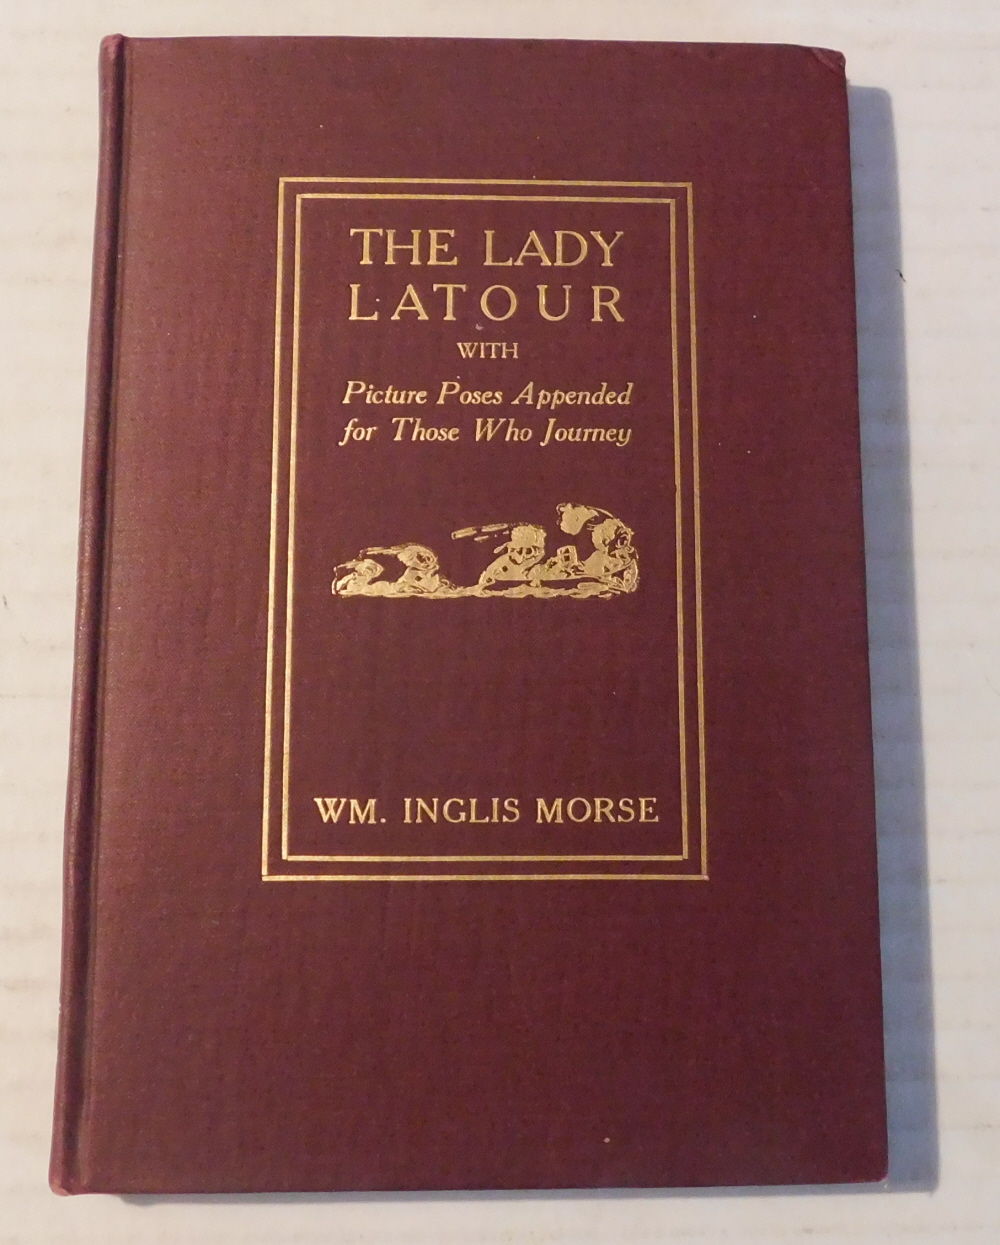 THE LADY
LATOUR
WITH
Picture Poses Appended
for Those Who Journey
WM. INGLIS MORSE